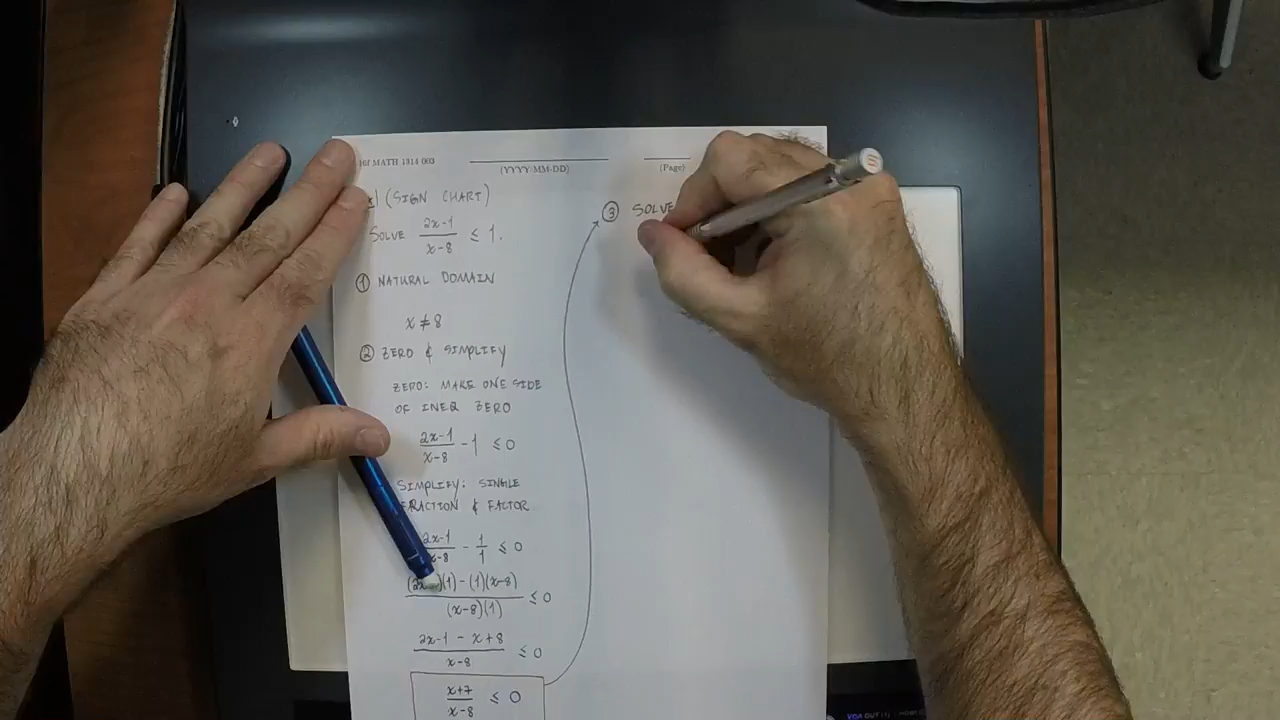 MATH 1314 003
(YYYY-MM-DD)
(Page)
(SIGN CHART)
SOLVE (2x-1)/(x-8) ≤ 1.
① NATURAL DOMAIN
x ≠ 8
② ZERO & SIMPLIFY
ZERO: MAKE ONE SIDE
OF INEQ ZERO
(2x-1)/(x-8) - 1 ≤ 0
SIMPLIFY: SINGLE
FRACTION & FACTOR
2x-1/x-8 - 1/1 ≤ 0
(2x )(1) - (1)(x-8)
(x-8)(1)
≤ 0
(2x-1 - x+8)/(x-8) ≤ 0
(x+7)/(x-8) ≤ 0
③ SOLVE